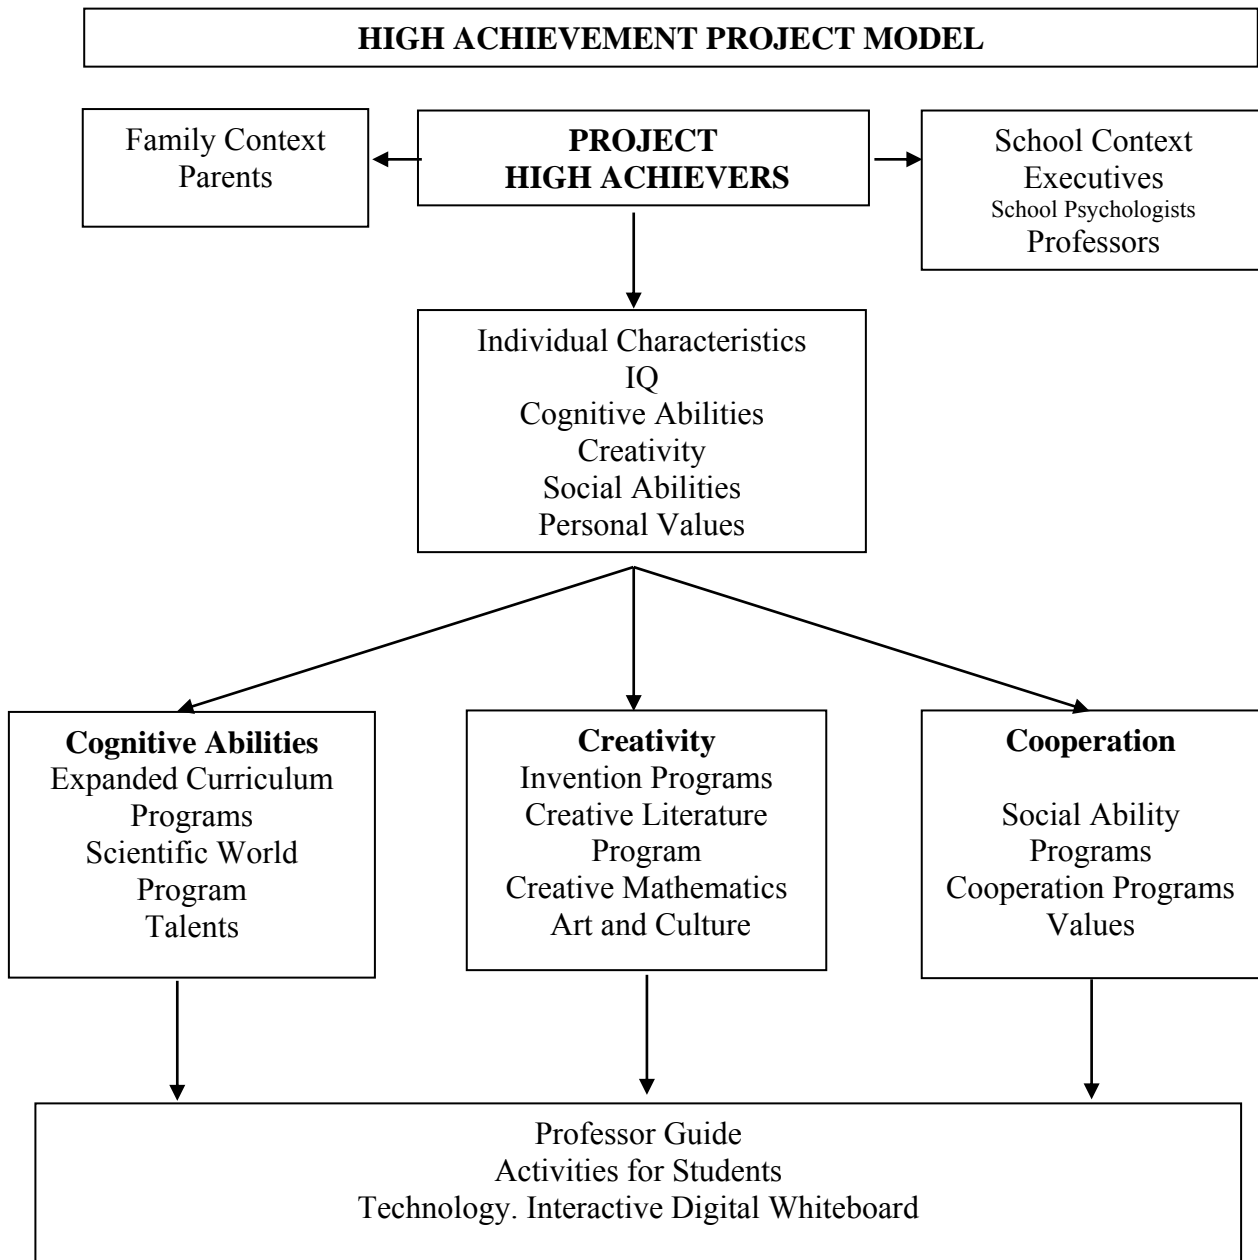 HIGH ACHIEVEMENT PROJECT MODEL
Family Context
Parents
PROJECT
HIGH ACHIEVERS
School Context
Executives
School Psychologists
Professors
Individual Characteristics
IQ
Cognitive Abilities
Creativity
Social Abilities
Personal Values
Cognitive Abilities
Expanded Curriculum
Programs
Scientific World
Program
Talents
Creativity
Invention Programs
Creative Literature
Program
Creative Mathematics
Art and Culture
Cooperation
Social Ability
Programs
Cooperation Programs
Values
Professor Guide
Activities for Students
Technology. Interactive Digital Whiteboard